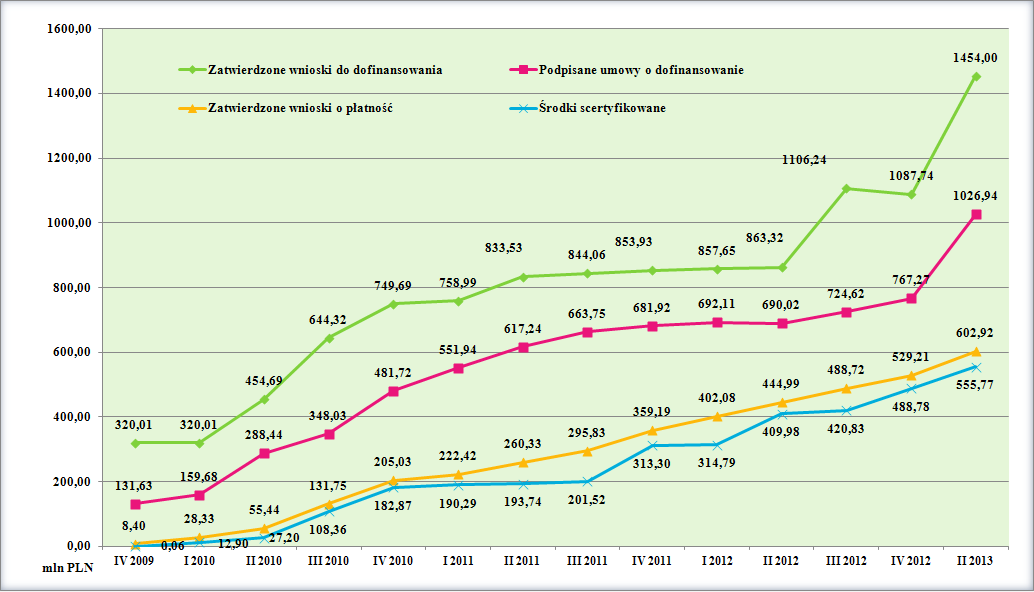 1600,00
1400,00
1200,00
1000,00
800,00
600,00
400,00
200,00
0,00
mln PLN
Zatwierdzone wnioski do dofinansowania
Podpisane umowy o dofinansowanie
Zatwierdzone wnioski o płatność
Środki scertyfikowane
320,01 320,01 454,69 644,32 749,69 758,99 833,53 844,06 853,93 857,65 863,32 1106,24 1087,74 1454,00
131,63 159,68 288,44 348,03 481,72 551,94 617,24 663,75 681,92 692,11 690,02 724,62 767,27 1026,94
8,40 28,33 55,44 131,75 205,03 222,42 260,33 295,83 359,19 402,08 444,99 488,72 529,21 602,92
0,06 12,90 27,20 108,36 182,87 190,29 193,74 201,52 313,30 314,79 409,98 420,83 488,78 555,77
IV 2009 I 2010 II 2010 III 2010 IV 2010 I 2011 II 2011 III 2011 IV 2011 I 2012 II 2012 III 2012 IV 2012 II 2013